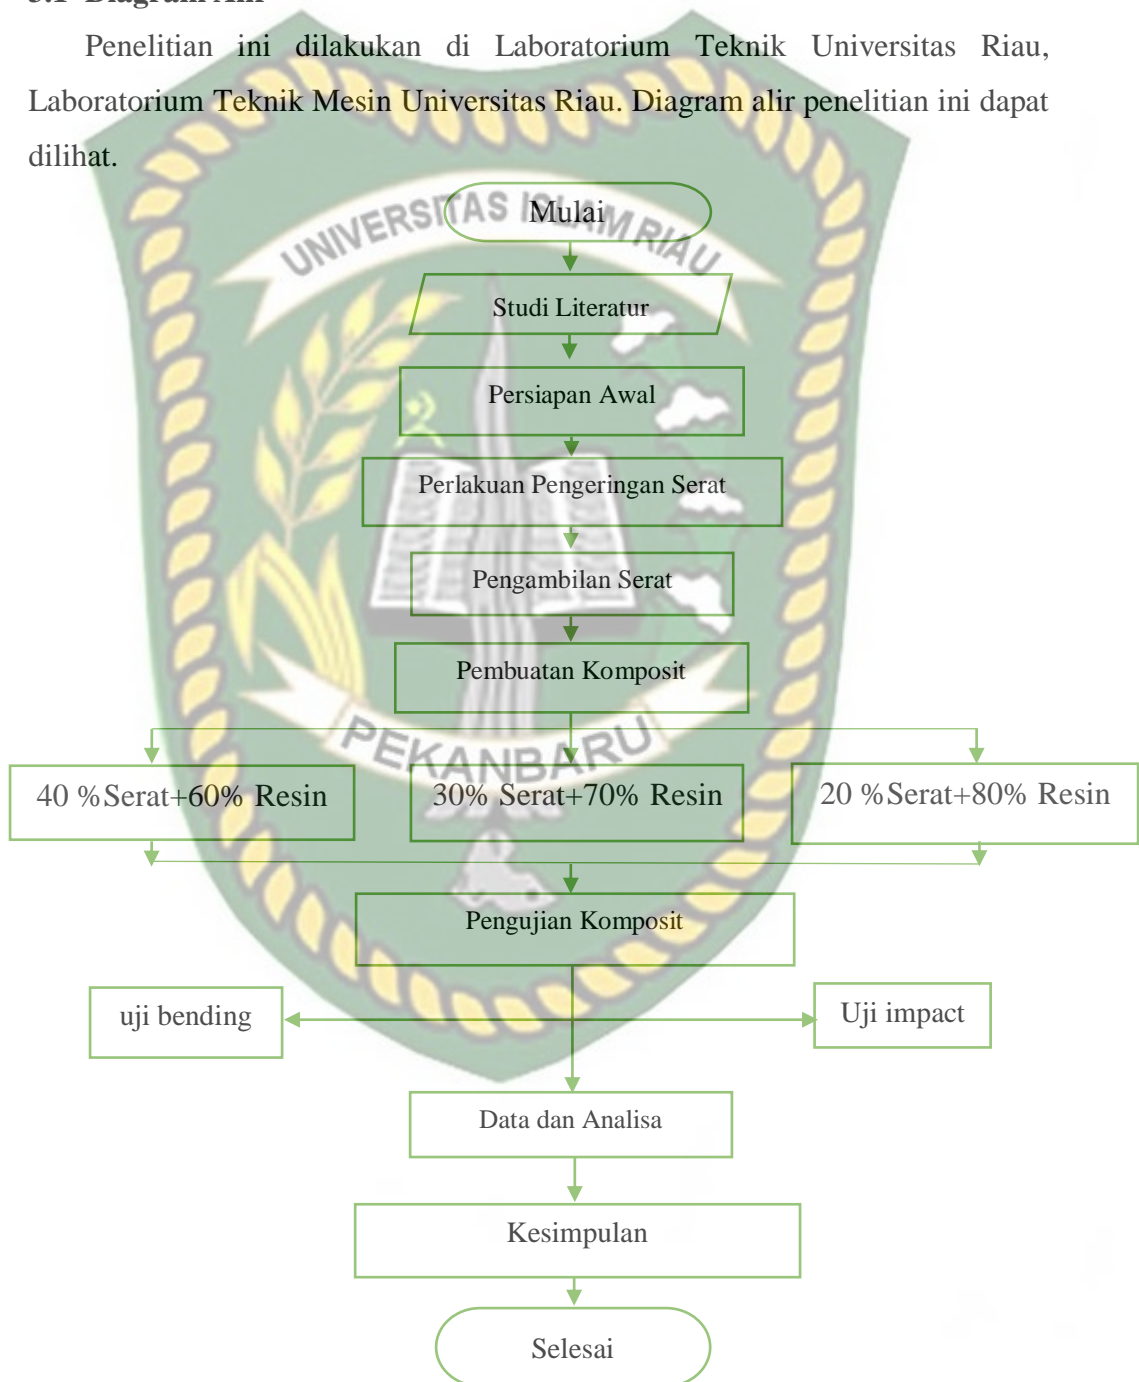 Penelitian ini dilakukan di Laboratorium Teknik Universitas Riau,
Laboratorium Teknik Mesin Universitas Riau. Diagram alir penelitian ini dapat
dilihat.
UNIVERSITAS ISLAM RIAU
Mulai
Studi Literatur
Persiapan Awal
Perlakuan Pengeringan Serat
Pengambilan Serat
Pembuatan Komposit
PEKANBARU
40 %Serat+60% Resin
30% Serat+70% Resin
20 %Serat+80% Resin
Pengujian Komposit
uji bending
Uji impact
Data dan Analisa
Kesimpulan
Selesai